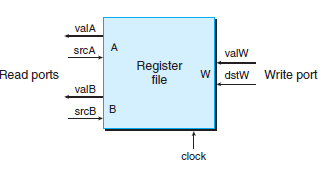 valA
srcA
A
Register
file
valW
W
dstW
Read ports
Write port
valB
srcB
B
clock